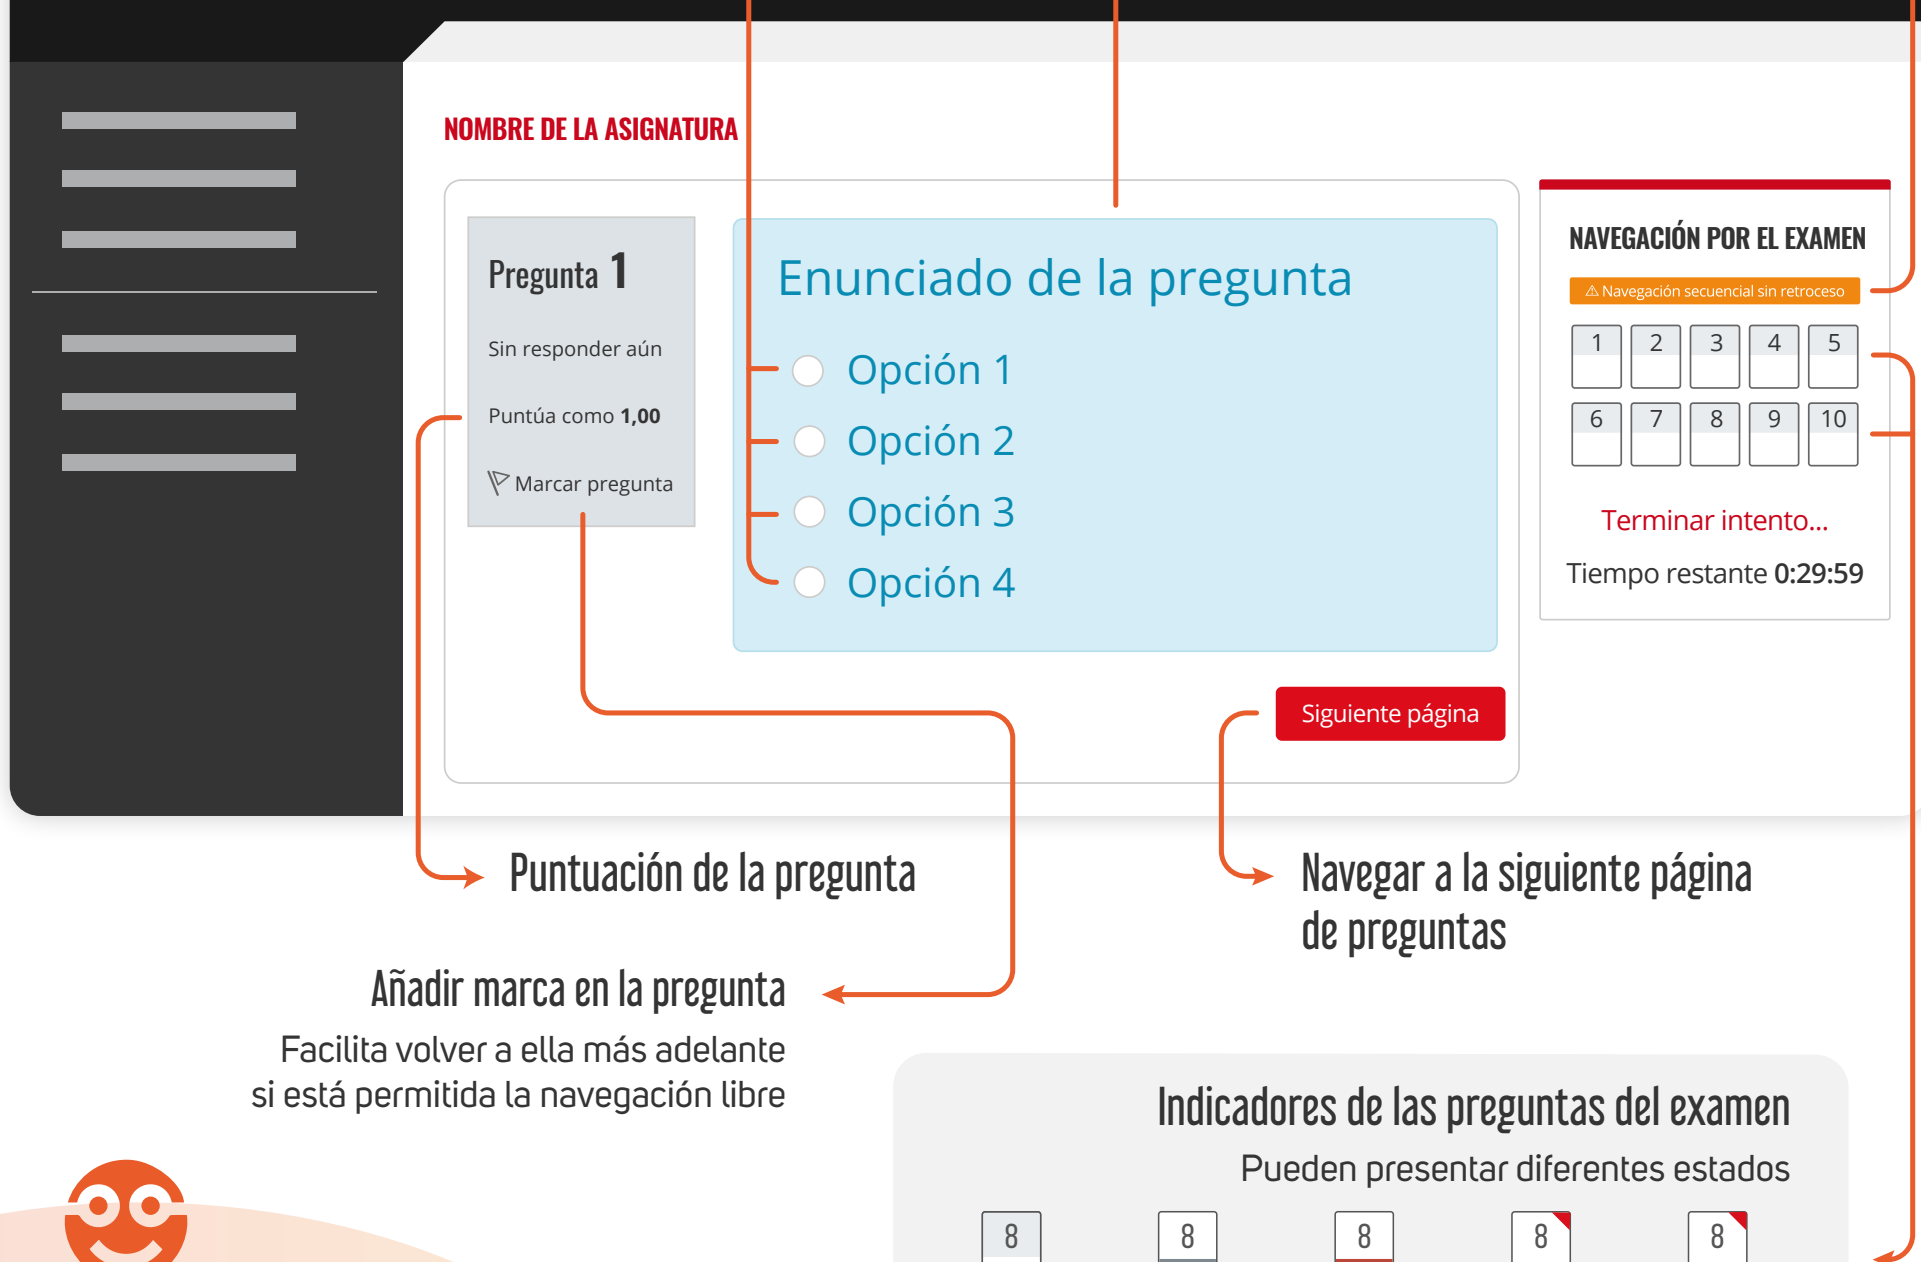 NOMBRE DE LA ASIGNATURA
Pregunta 1
Sin responder aún
Puntúa como 1,00
Marcar pregunta
Enunciado de la pregunta
Opción 1
Opción 2
Opción 3
Opción 4
Siguiente página
NAVEGACIÓN POR EL EXAMEN
⚠ Navegación secuencial sin retroceso
1 2 3 4 5
6 7 8 9 10
Terminar intento...
Tiempo restante 0:29:59
Puntuación de la pregunta
Navegar a la siguiente página
de preguntas
Añadir marca en la pregunta
Facilita volver a ella más adelante
si está permitida la navegación libre
Indicadores de las preguntas del examen
Pueden presentar diferentes estados
8 8 8 8 8